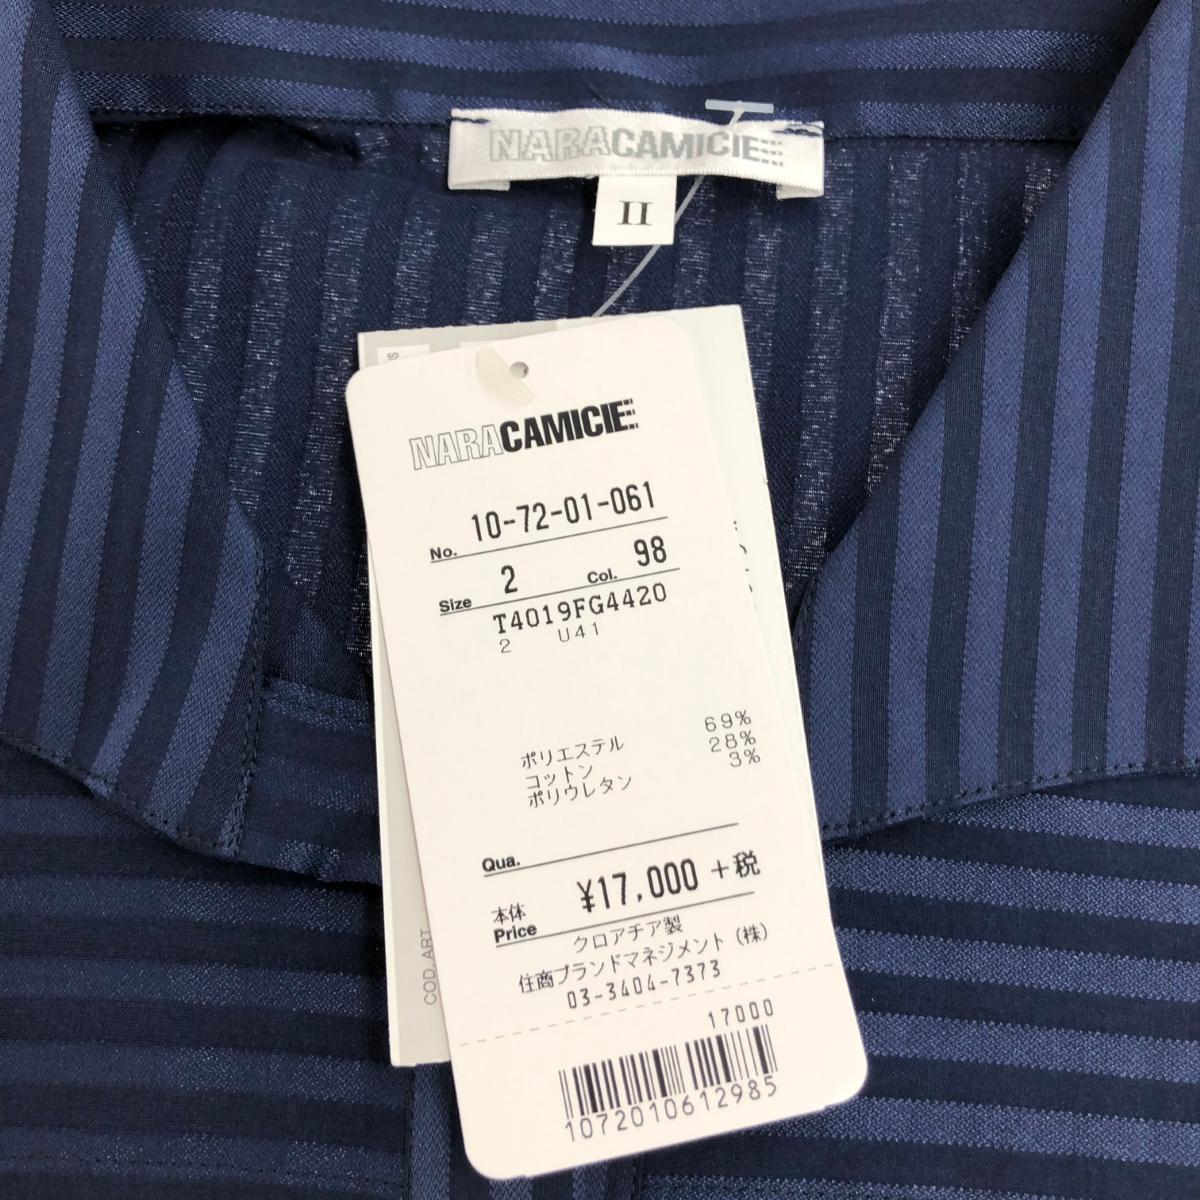 NARACAMICIE
II
S
NARACAMICIE
No. 10-72-01-061
Size 2 Col. 98
T4019FG4420
2 U41
ポリエステル 69%
コットン 28%
ポリウレタン 3%
Qua.
本体 Price ¥17,000 +税
クロアチア製
住商ブランドマネジメント(株)
03-3404-7373
17000
1072010612985
COD. ART